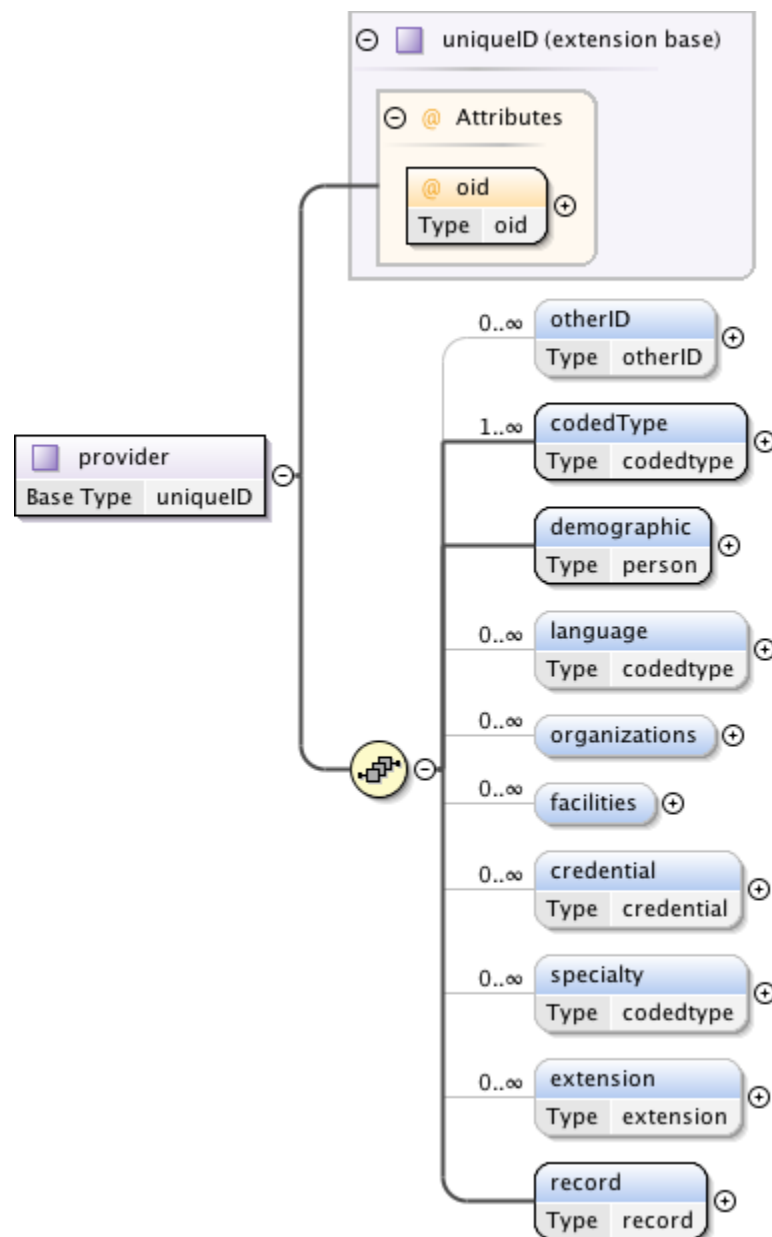 uniqueID (extension base)
@ Attributes
@ oid
Type oid
0..∞ otherID
Type otherID
1..∞ codedType
Type codedtype
provider
Base Type uniqueID
demographic
Type person
0..∞ language
Type codedtype
0..∞ organizations
0..∞ facilities
0..∞ credential
Type credential
0..∞ specialty
Type codedtype
0..∞ extension
Type extension
record
Type record